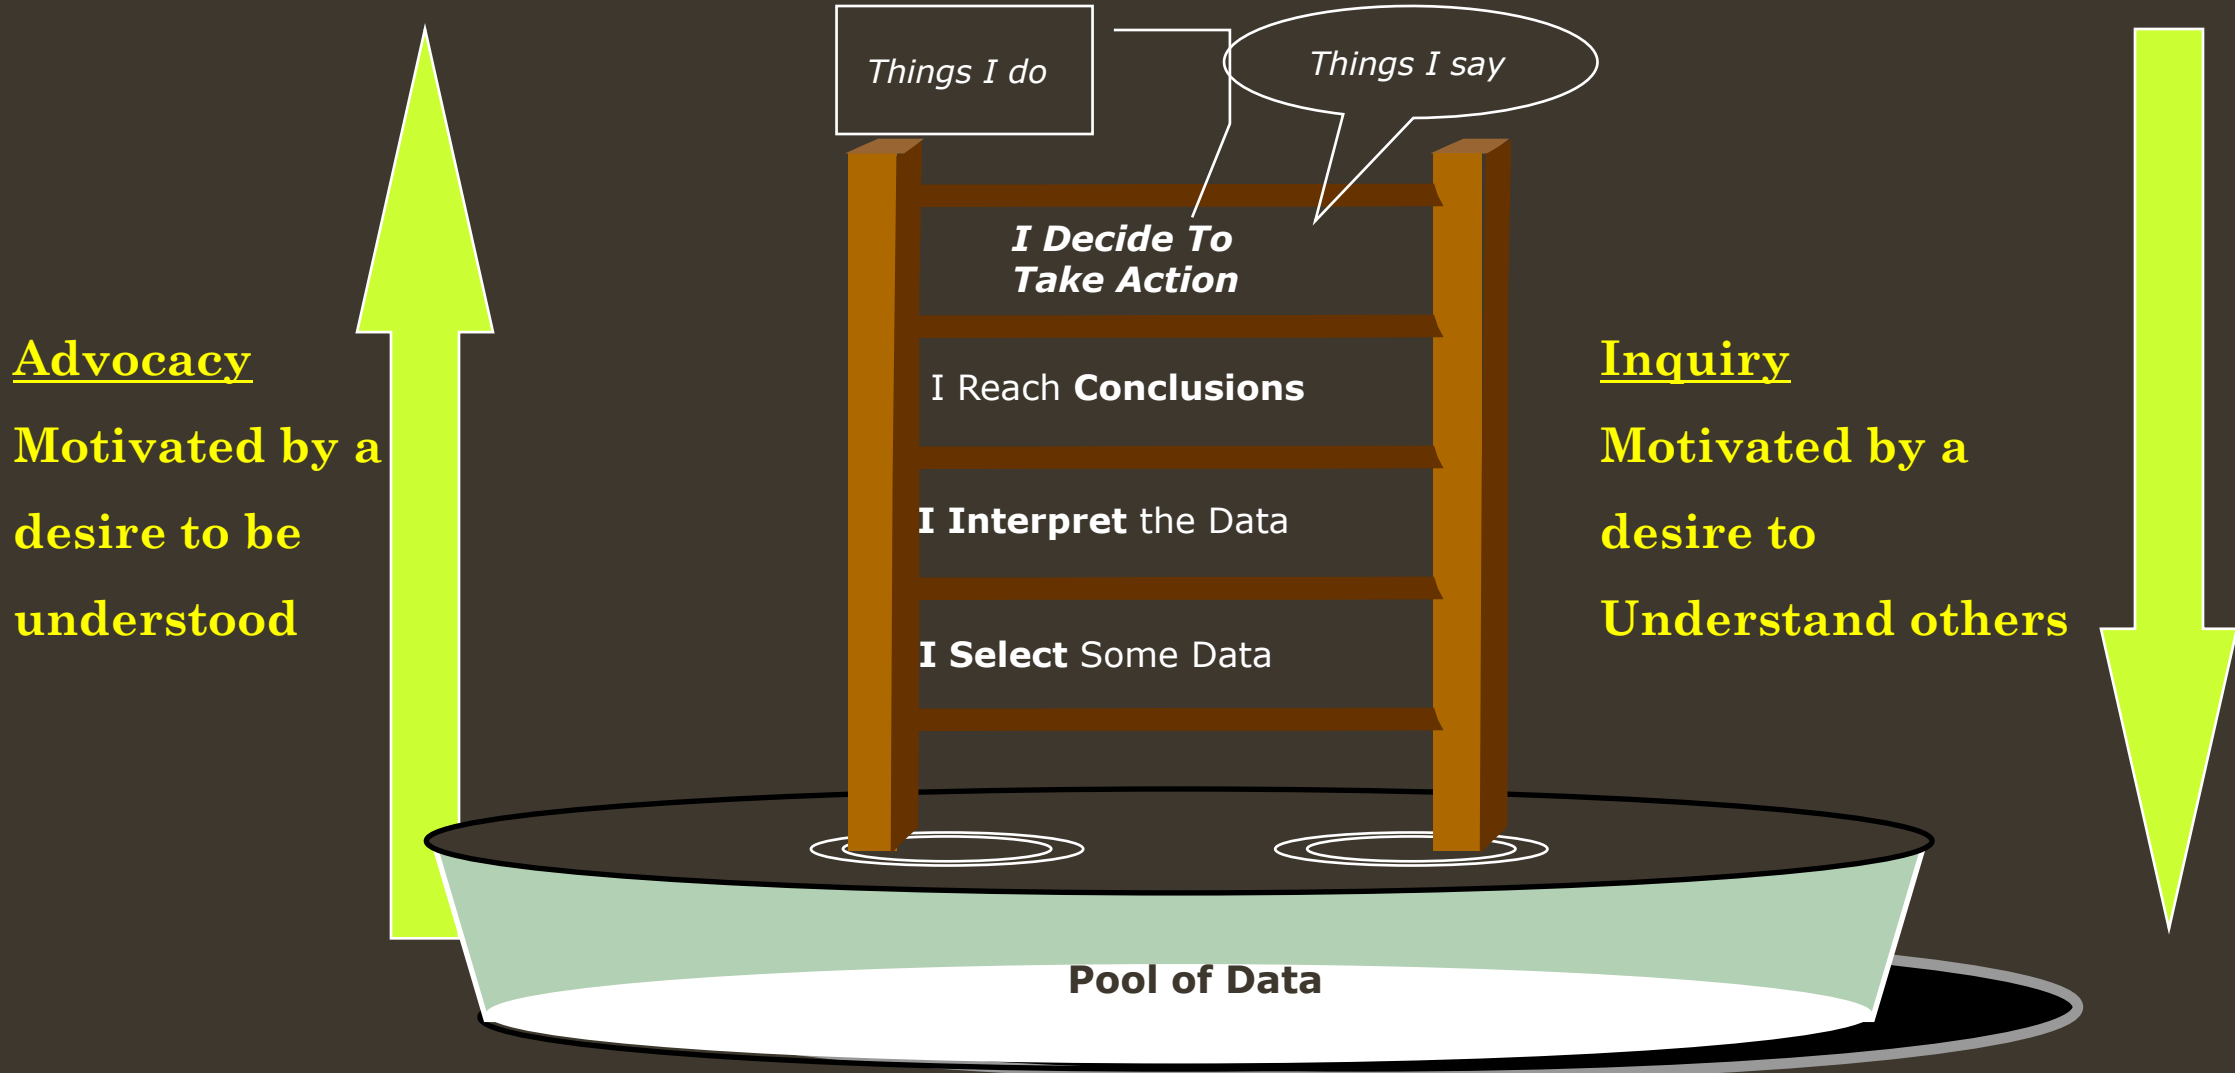 Things I do
Things I say
I Decide To
Take Action
I Reach Conclusions
I Interpret the Data
I Select Some Data
Pool of Data
Advocacy
Motivated by a
desire to be
understood
Inquiry
Motivated by a
desire to
Understand others